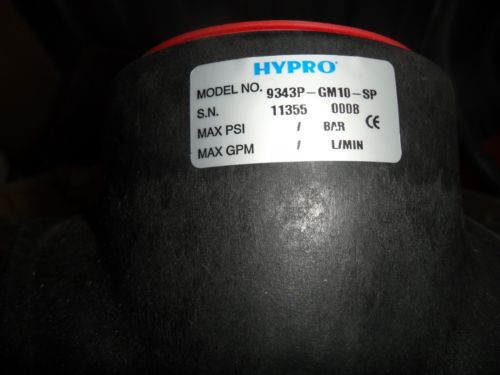 HYPRO®
MODEL NO. 9343P-GM10-SP
S.N. 11355 0008
MAX PSI / BAR CE
MAX GPM / L/MIN